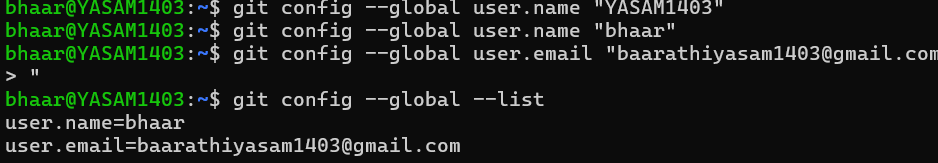 bhaar@YASAM1403:~$ git config --global user.name "YASAM1403"
bhaar@YASAM1403:~$ git config --global user.name "bhaar"
bhaar@YASAM1403:~$ git config --global user.email "baarathiyasam1403@gmail.com
> "
bhaar@YASAM1403:~$ git config --global --list
user.name=bhaar
user.email=baarathiyasam1403@gmail.com